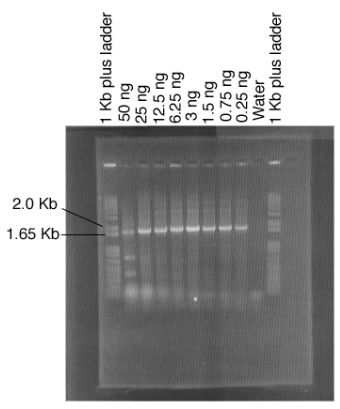 1 Kb plus ladder
50 ng
25 ng
12.5 ng
6.25 ng
3 ng
1.5 ng
0.75 ng
0.25 ng
Water
1 Kb plus ladder
2.0 Kb
1.65 Kb